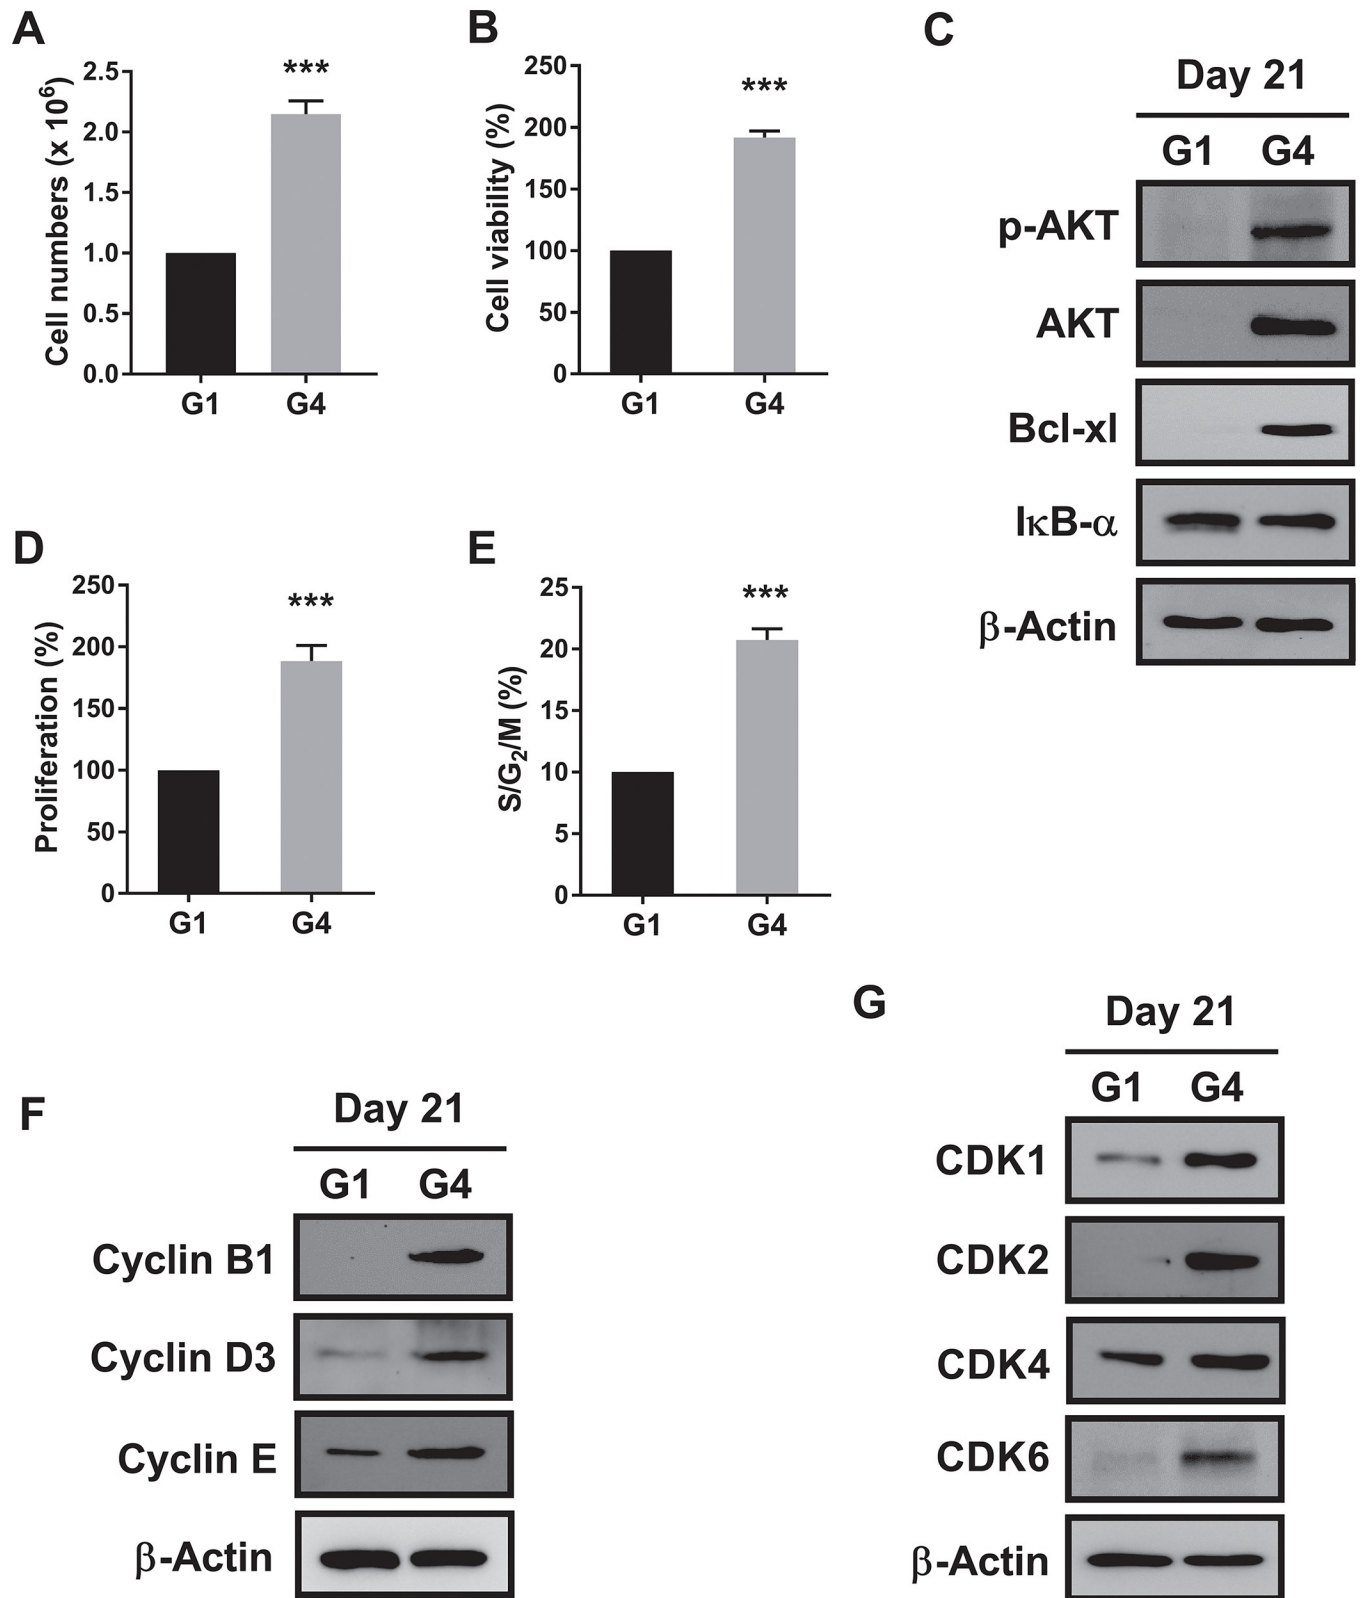 A
Cell numbers (x 10⁶)
2.5
2.0
1.5
1.0
0.5
0.0
***
G1 G4
B
Cell viability (%)
250
200
150
100
50
0
***
G1 G4
C
Day 21
G1 G4
p-AKT
AKT
Bcl-xl
IκB-α
β-Actin
D
Proliferation (%)
250
200
150
100
50
0
***
G1 G4
E
S/G₂/M (%)
25
20
15
10
5
0
***
G1 G4
F
Day 21
G1 G4
Cyclin B1
Cyclin D3
Cyclin E
β-Actin
G
Day 21
G1 G4
CDK1
CDK2
CDK4
CDK6
β-Actin